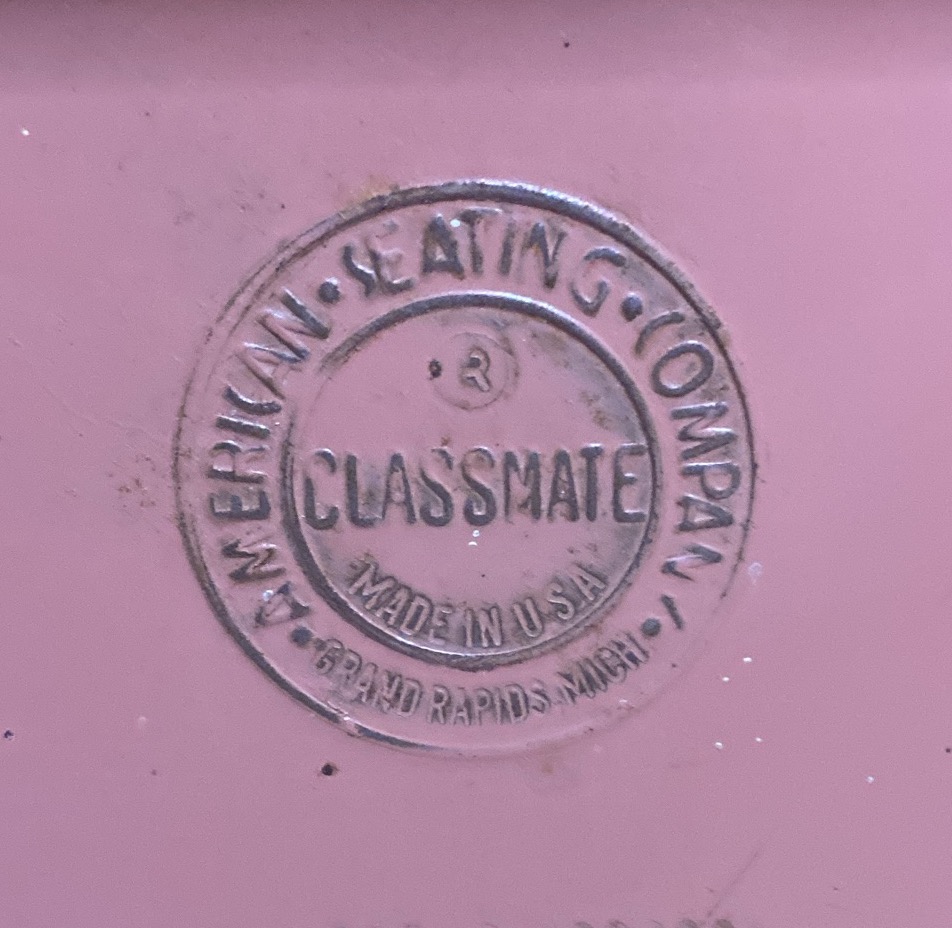 AMERICAN • SEATING • COMPANY
®
CLASSMATE
MADE IN U.S.A
• GRAND RAPIDS. MICH •